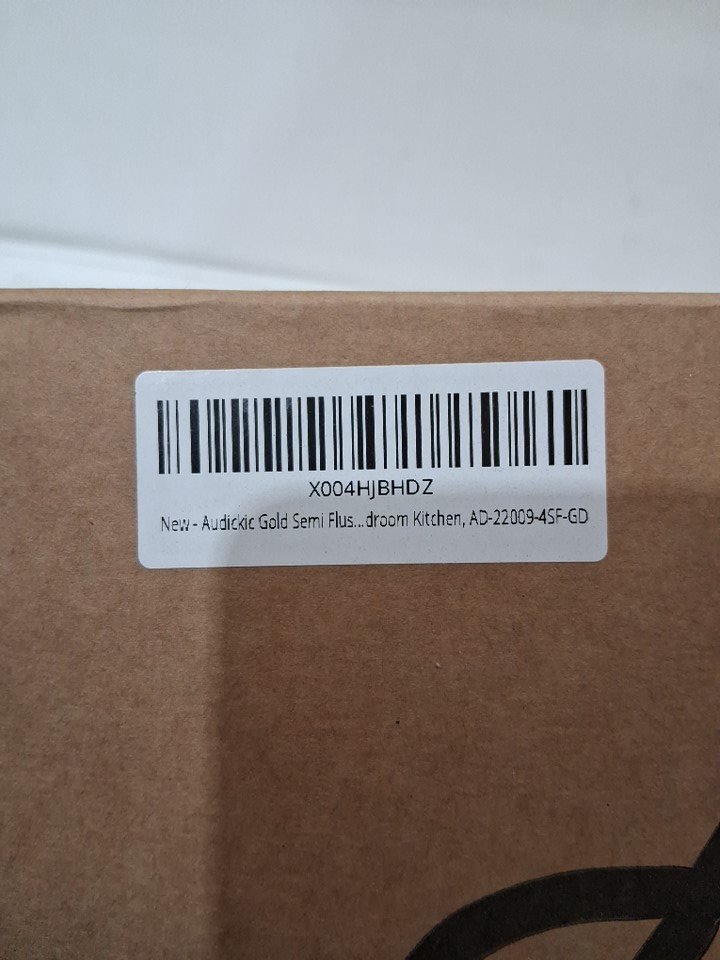 X004HJBHDZ
New - Audickic Gold Semi Flus...droom Kitchen, AD-22009-4SF-GD